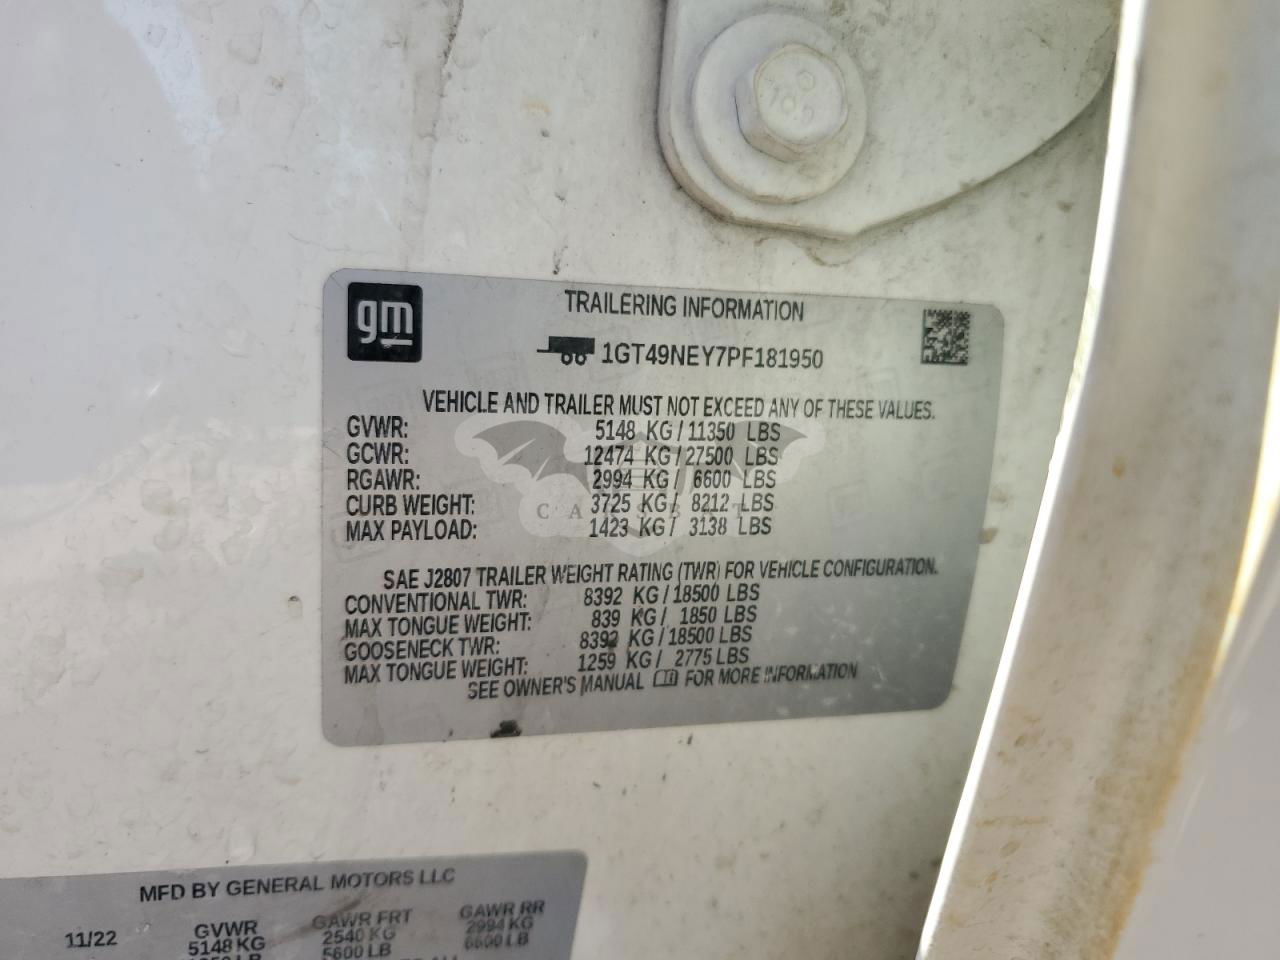 gm
TRAILERING INFORMATION
1GT49NEY7PF181950
VEHICLE AND TRAILER MUST NOT EXCEED ANY OF THESE VALUES.
GVWR: 5148 KG / 11350 LBS
GCWR: 12474 KG / 27500 LBS
RGAWR: 2994 KG / 6600 LBS
CURB WEIGHT: 3725 KG / 8212 LBS
MAX PAYLOAD: 1423 KG / 3138 LBS
SAE J2807 TRAILER WEIGHT RATING (TWR) FOR VEHICLE CONFIGURATION.
CONVENTIONAL TWR: 8392 KG / 18500 LBS
MAX TONGUE WEIGHT: 839 KG / 1850 LBS
GOOSENECK TWR: 8392 KG / 18500 LBS
MAX TONGUE WEIGHT: 1259 KG / 2775 LBS
SEE OWNER'S MANUAL FOR MORE INFORMATION
MFD BY GENERAL MOTORS LLC
11/22 GVWR GAWR FRT GAWR RR
5148 KG 2540 KG 2994 KG
5600 LB 6600 LB